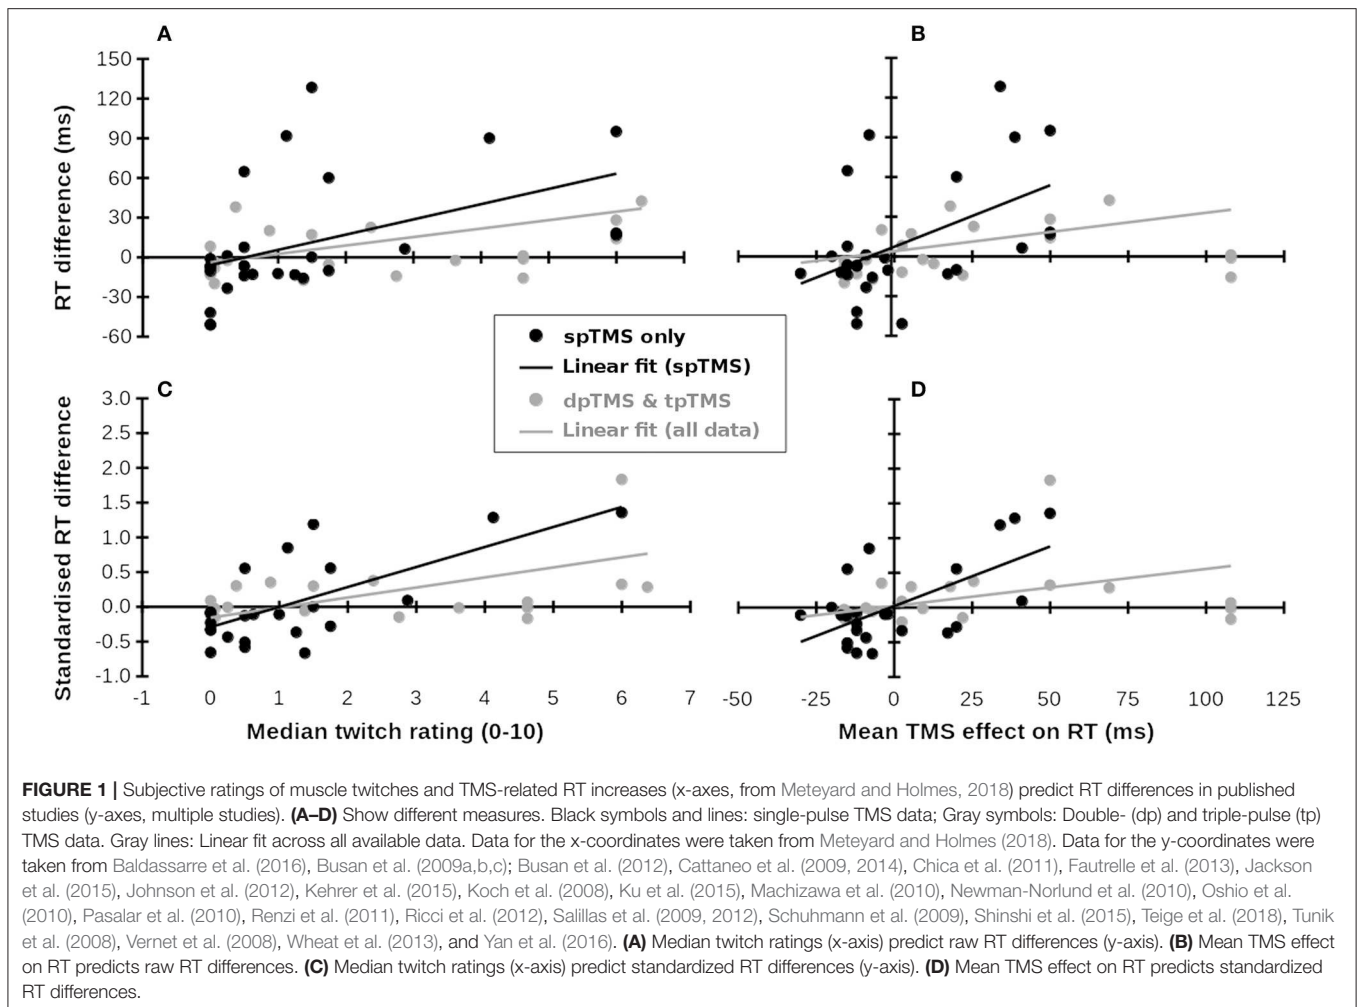 A
B
150
120
90
60
30
0
-30
-60
RT difference (ms)
spTMS only
Linear fit (spTMS)
dpTMS & tpTMS
Linear fit (all data)
C
D
3.0
2.5
2.0
1.5
1.0
0.5
0.0
-0.5
-1.0
Standardised RT difference
-1 0 1 2 3 4 5 6 7
-50 -25 0 25 50 75 100 125
Median twitch rating (0-10)
Mean TMS effect on RT (ms)
FIGURE 1 | Subjective ratings of muscle twitches and TMS-related RT increases (x-axes, from Meteyard and Holmes, 2018) predict RT differences in published
studies (y-axes, multiple studies). (A–D) Show different measures. Black symbols and lines: single-pulse TMS data; Gray symbols: Double- (dp) and triple-pulse (tp)
TMS data. Gray lines: Linear fit across all available data. Data for the x-coordinates were taken from Meteyard and Holmes (2018). Data for the y-coordinates were
taken from Baldassarre et al. (2016), Busan et al. (2009a,b,c); Busan et al. (2012), Cattaneo et al. (2009, 2014), Chica et al. (2011), Fautrelle et al. (2013), Jackson
et al. (2015), Johnson et al. (2012), Kehrer et al. (2015), Koch et al. (2008), Ku et al. (2015), Machizawa et al. (2010), Newman-Norlund et al. (2010), Oshio et al.
(2010), Pasalar et al. (2010), Renzi et al. (2011), Ricci et al. (2012), Salillas et al. (2009, 2012), Schuhmann et al. (2009), Shinshi et al. (2015), Teige et al. (2018), Tunik
et al. (2008), Vernet et al. (2008), Wheat et al. (2013), and Yan et al. (2016). (A) Median twitch ratings (x-axis) predict raw RT differences (y-axis). (B) Mean TMS effect
on RT predicts raw RT differences. (C) Median twitch ratings (x-axis) predict standardized RT differences (y-axis). (D) Mean TMS effect on RT predicts standardized
RT differences.